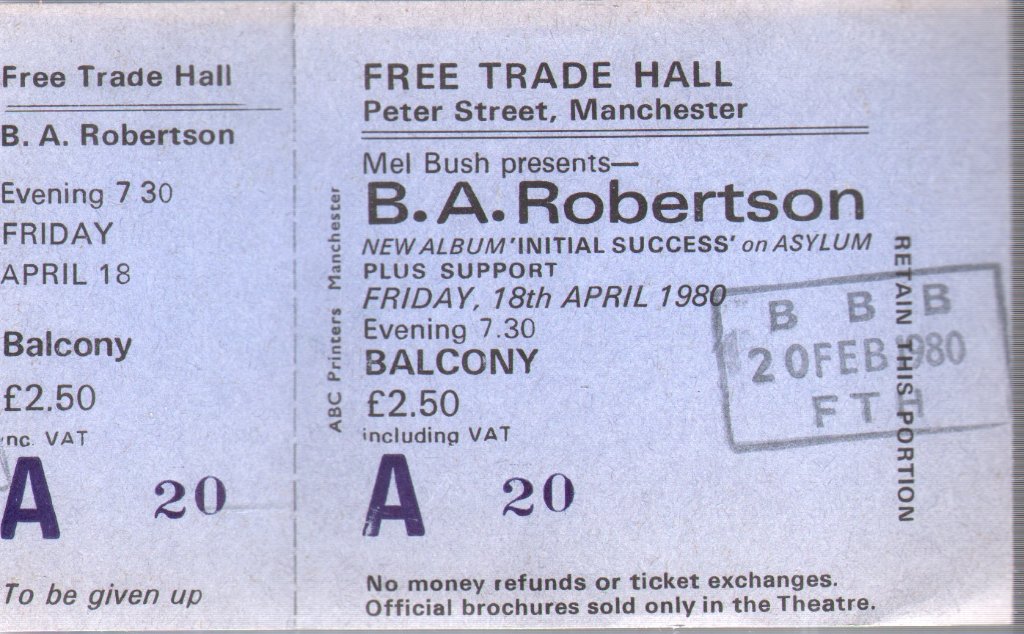 Free Trade Hall
B. A. Robertson
Evening 7 30
FRIDAY
APRIL 18
Balcony
£2.50
inc. VAT
A 20
To be given up
ABC Printers Manchester
FREE TRADE HALL
Peter Street, Manchester
Mel Bush presents—
B.A.Robertson
NEW ALBUM 'INITIAL SUCCESS' on ASYLUM
PLUS SUPPORT
FRIDAY, 18th APRIL 1980
Evening 7.30
BALCONY
£2.50
including VAT
A 20
No money refunds or ticket exchanges.
Official brochures sold only in the Theatre.
B B B
20 FEB 1980
F T
RETAIN THIS PORTION